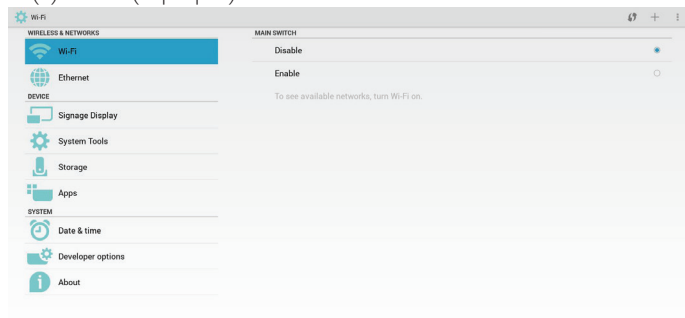 Wi-Fi
WIRELESS & NETWORKS
Wi-Fi
Ethernet
DEVICE
Signage Display
System Tools
Storage
Apps
SYSTEM
Date & time
Developer options
About
MAIN SWITCH
Disable
Enable
To see available networks, turn Wi-Fi on.